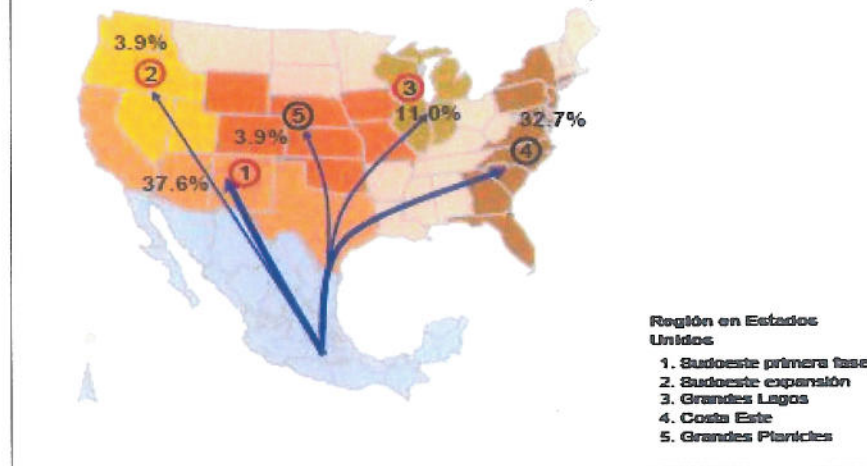 3.9%
2
3
5
11.0%
32.7%
3.9%
4
1
37.6%
Región en Estados
Unidos
1. Sudoeste primera fase
2. Sudoeste expansión
3. Grandes Lagos
4. Costa Este
5. Grandes Planicies